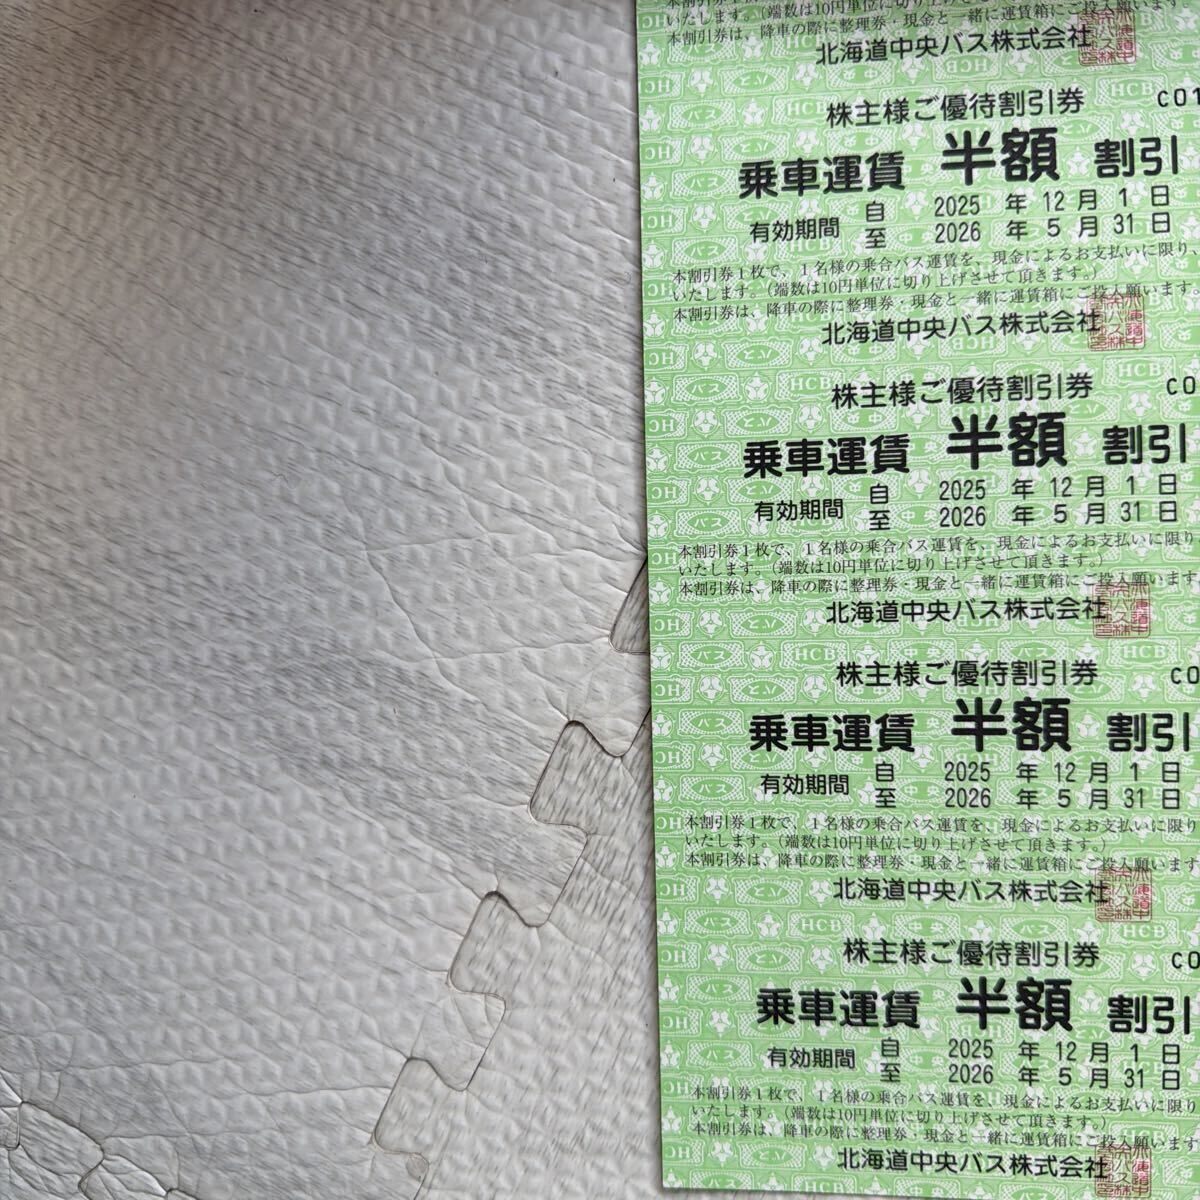 いたします。(端数は10円単位に切り上げさせて頂きます。)
本割引券は、降車の際に整理券・現金と一緒に運賃箱にご投入願います
北海道中央バス株式会社
株主様ご優待割引券 C01
乗車運賃 半額 割引
有効期間 自 2025 年 12 月 1 日
至 2026 年 5 月 31 日
本割引券1枚で、1名様の乗合バス運賃を、現金によるお支払いに限り、
いたします。(端数は10円単位に切り上げさせて頂きます。)
本割引券は、降車の際に整理券・現金と一緒に運賃箱にご投入願います。
北海道中央バス株式会社
株主様ご優待割引券 C0
乗車運賃 半額 割引
有効期間 自 2025 年 12 月 1 日
至 2026 年 5 月 31 日
本割引券1枚で、1名様の乗合バス運賃を、現金によるお支払いに限り
いたします。(端数は10円単位に切り上げさせて頂きます。)
本割引券は、降車の際に整理券・現金と一緒に運賃箱にご投入願います
北海道中央バス株式会社
株主様ご優待割引券 C0
乗車運賃 半額 割引
有効期間 自 2025 年 12 月 1 日
至 2026 年 5 月 31 日
本割引券1枚で、1名様の乗合バス運賃を、現金によるお支払いに限り
いたします。(端数は10円単位に切り上げさせて頂きます。)
本割引券は、降車の際に整理券・現金と一緒に運賃箱にご投入願います
北海道中央バス株式会社
株主様ご優待割引券 C0
乗車運賃 半額 割引
有効期間 自 2025 年 12 月 1 日
至 2026 年 5 月 31 日
本割引券1枚で、1名様の乗合バス運賃を、現金によるお支払いに限り
いたします。(端数は10円単位に切り上げさせて頂きます。)
本割引券は、降車の際に整理券・現金と一緒に運賃箱にご投入願います
北海道中央バス株式会社